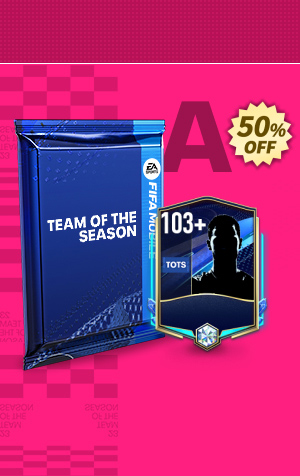 A
50%
OFF
TEAM OF THE
SEASON
EA
SPORTS
FIFA MOBILE
103+
TOTS